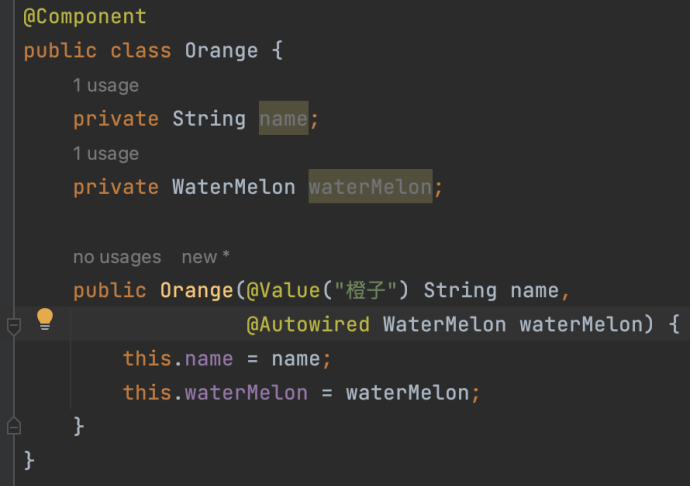 @Component
public class Orange {
1 usage
private String name;
1 usage
private WaterMelon waterMelon;
no usages new *
public Orange(@Value("橙子") String name,
@Autowired WaterMelon waterMelon) {
this.name = name;
this.waterMelon = waterMelon;
}
}